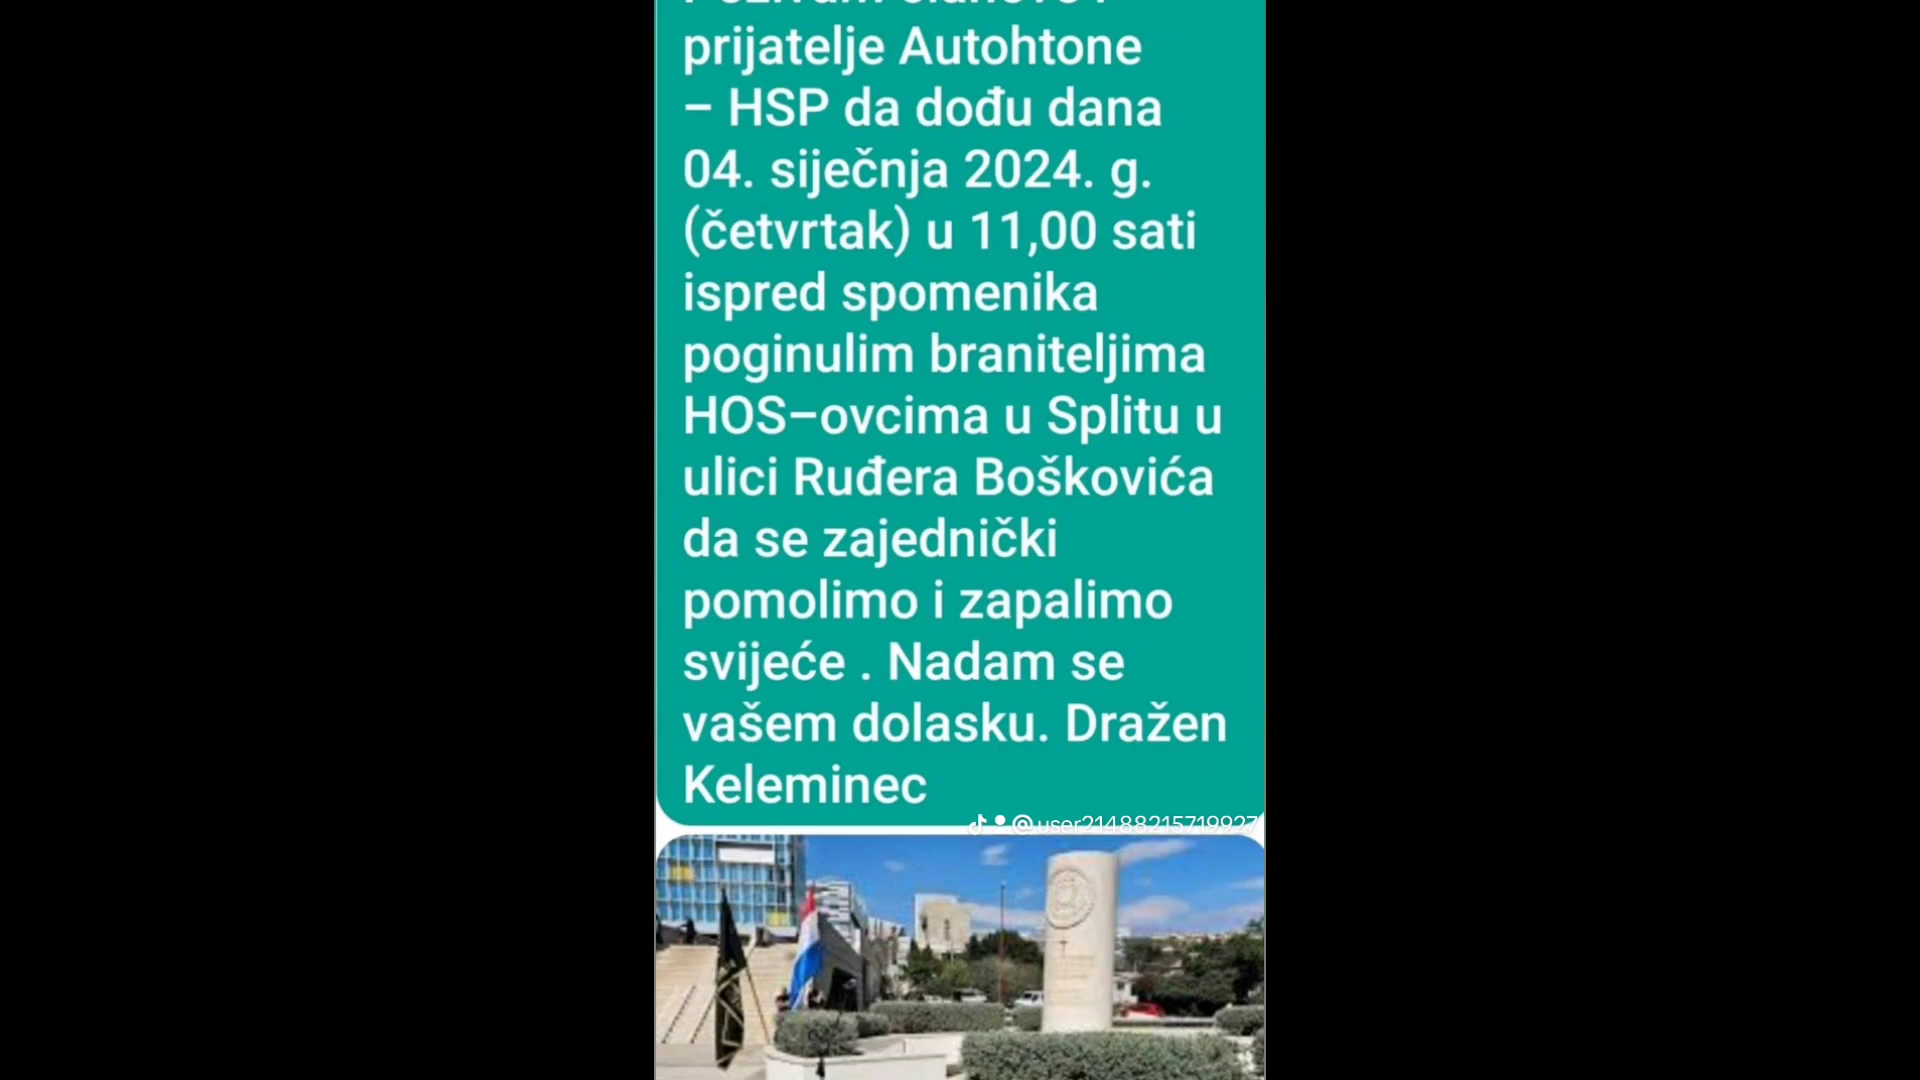 prijatelje Autohtone
– HSP da dođu dana
04. siječnja 2024. g.
(četvrtak) u 11,00 sati
ispred spomenika
poginulim braniteljima
HOS–ovcima u Splitu u
ulici Ruđera Boškovića
da se zajednički
pomolimo i zapalimo
svijeće . Nadam se
vašem dolasku. Dražen
Keleminec
@user21488215719927